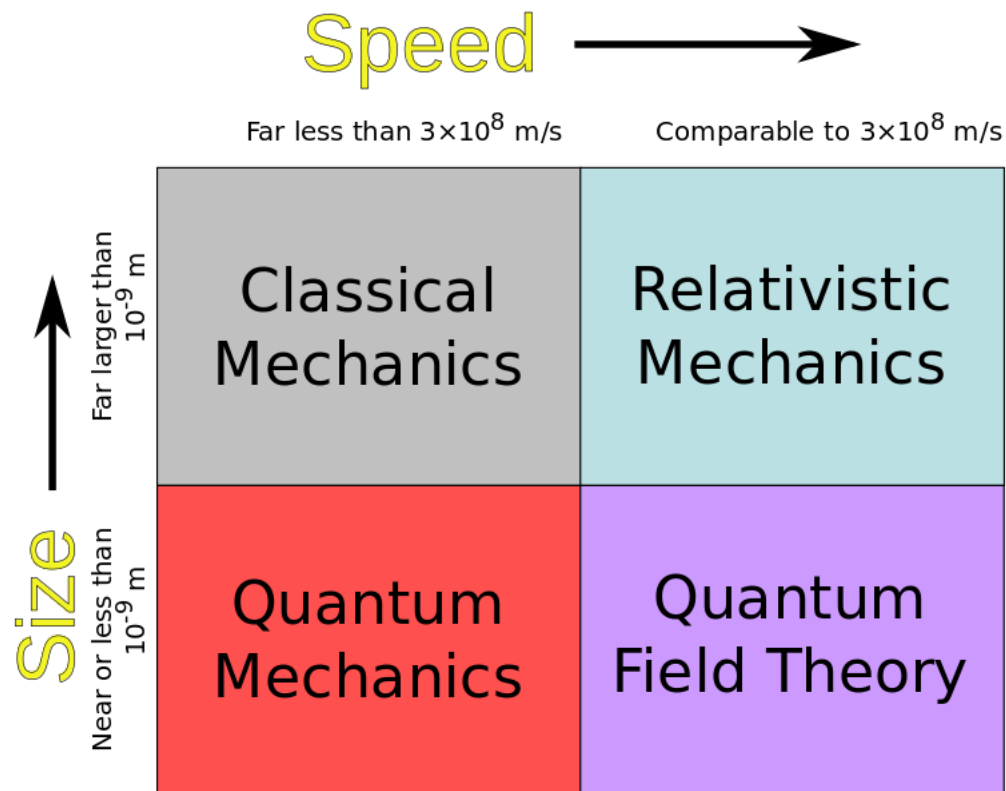 Speed
Far less than 3×10⁸ m/s
Comparable to 3×10⁸ m/s
Size
Far larger than
10⁻⁹ m
Classical
Mechanics
Relativistic
Mechanics
Near or less than
10⁻⁹ m
Quantum
Mechanics
Quantum
Field Theory